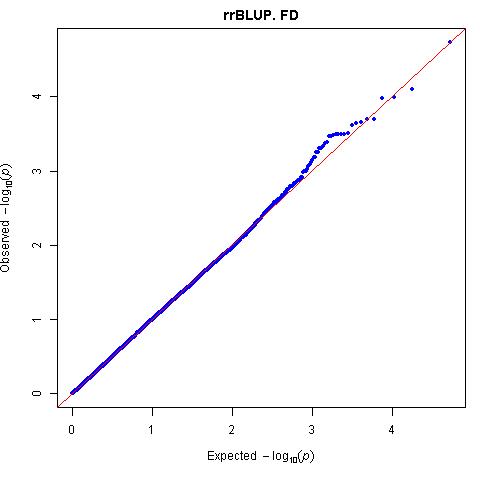 rrBLUP. FD
Observed −log₁₀(p)
4
3
2
1
0
0 1 2 3 4
Expected −log₁₀(p)